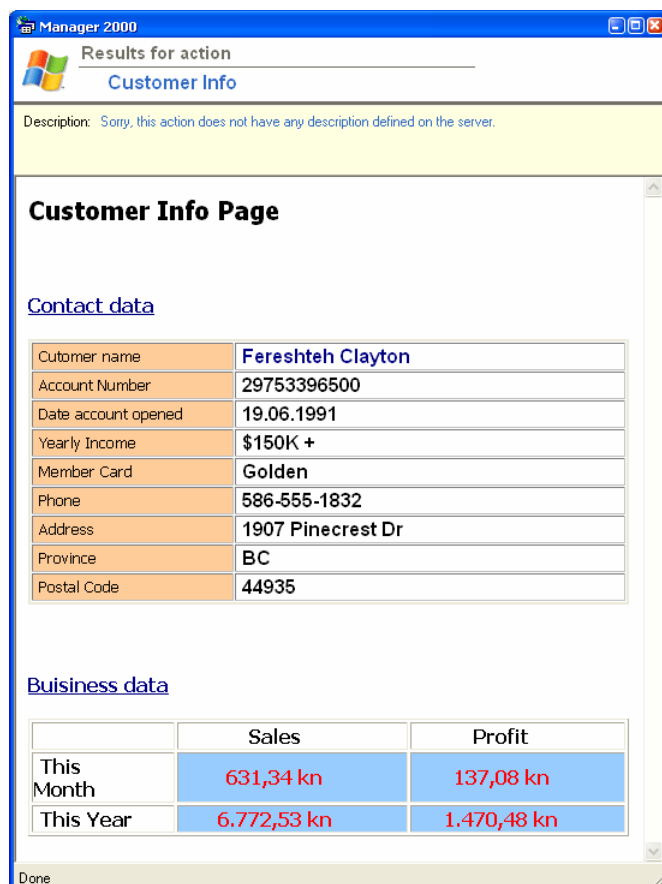 Manager 2000
Results for action
Customer Info
Description: Sorry, this action does not have any description defined on the server.
Customer Info Page
Contact data
Cutomer name Fereshteh Clayton
Account Number 29753396500
Date account opened 19.06.1991
Yearly Income $150K +
Member Card Golden
Phone 586-555-1832
Address 1907 Pinecrest Dr
Province BC
Postal Code 44935
Buisiness data
Sales Profit
This
Month 631,34 kn 137,08 kn
This Year 6.772,53 kn 1.470,48 kn
Done